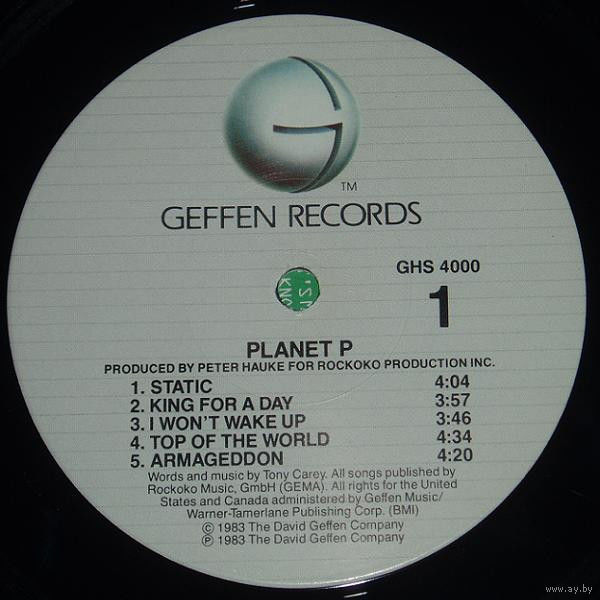 TM
GEFFEN RECORDS
GHS 4000
1
PLANET P
PRODUCED BY PETER HAUKE FOR ROCKOKO PRODUCTION INC.
1. STATIC 4:04
2. KING FOR A DAY 3:57
3. I WON'T WAKE UP 3:46
4. TOP OF THE WORLD 4:34
5. ARMAGEDDON 4:20
Words and music by Tony Carey. All songs published by
Rockoko Music, GmbH (GEMA). All rights for the United
States and Canada administered by Geffen Music/
Warner-Tamerlane Publishing Corp. (BMI)
© 1983 The David Geffen Company
℗ 1983 The David Geffen Company
www.ay.by